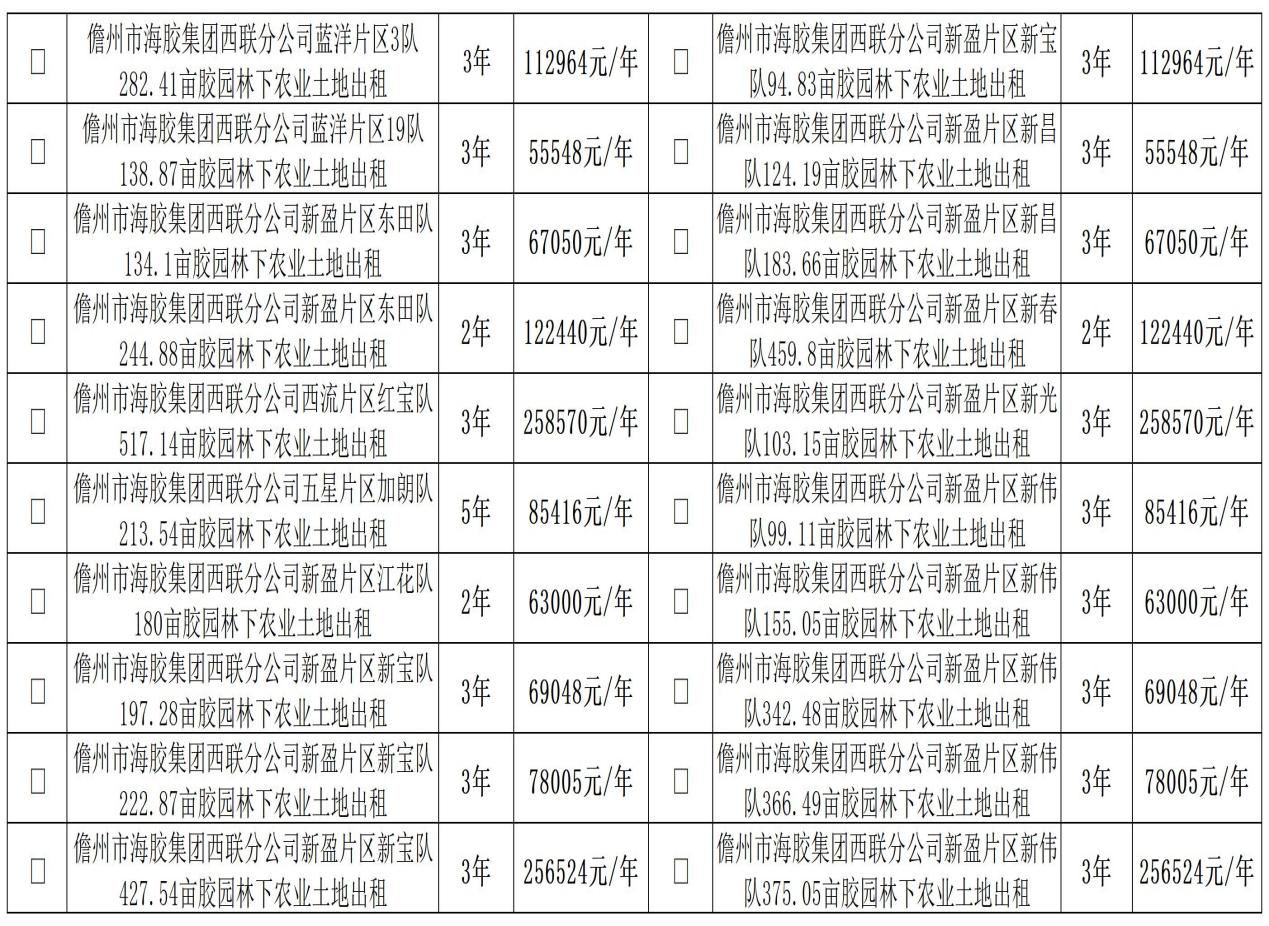 □ 儋州市海胶集团西联分公司蓝洋片区3队 3年 112964元/年 □ 儋州市海胶集团西联分公司新盈片区新宝 3年 112964元/年
282.41亩胶园林下农业土地出租 队94.83亩胶园林下农业土地出租
□ 儋州市海胶集团西联分公司蓝洋片区19队 3年 55548元/年 □ 儋州市海胶集团西联分公司新盈片区新昌 3年 55548元/年
138.87亩胶园林下农业土地出租 队124.19亩胶园林下农业土地出租
□ 儋州市海胶集团西联分公司新盈片区东田队 3年 67050元/年 □ 儋州市海胶集团西联分公司新盈片区新昌 3年 67050元/年
134.1亩胶园林下农业土地出租 队183.66亩胶园林下农业土地出租
□ 儋州市海胶集团西联分公司新盈片区东田队 2年 122440元/年 □ 儋州市海胶集团西联分公司新盈片区新春 2年 122440元/年
244.88亩胶园林下农业土地出租 队459.8亩胶园林下农业土地出租
□ 儋州市海胶集团西联分公司西流片区红宝队 3年 258570元/年 □ 儋州市海胶集团西联分公司新盈片区新光 3年 258570元/年
517.14亩胶园林下农业土地出租 队103.15亩胶园林下农业土地出租
□ 儋州市海胶集团西联分公司五星片区加朗队 5年 85416元/年 □ 儋州市海胶集团西联分公司新盈片区新伟 3年 85416元/年
213.54亩胶园林下农业土地出租 队99.11亩胶园林下农业土地出租
□ 儋州市海胶集团西联分公司新盈片区江花队 2年 63000元/年 □ 儋州市海胶集团西联分公司新盈片区新伟 3年 63000元/年
180亩胶园林下农业土地出租 队155.05亩胶园林下农业土地出租
□ 儋州市海胶集团西联分公司新盈片区新宝队 3年 69048元/年 □ 儋州市海胶集团西联分公司新盈片区新伟 3年 69048元/年
197.28亩胶园林下农业土地出租 队342.48亩胶园林下农业土地出租
□ 儋州市海胶集团西联分公司新盈片区新宝队 3年 78005元/年 □ 儋州市海胶集团西联分公司新盈片区新伟 3年 78005元/年
222.87亩胶园林下农业土地出租 队366.49亩胶园林下农业土地出租
□ 儋州市海胶集团西联分公司新盈片区新宝队 3年 256524元/年 □ 儋州市海胶集团西联分公司新盈片区新伟 3年 256524元/年
427.54亩胶园林下农业土地出租 队375.05亩胶园林下农业土地出租